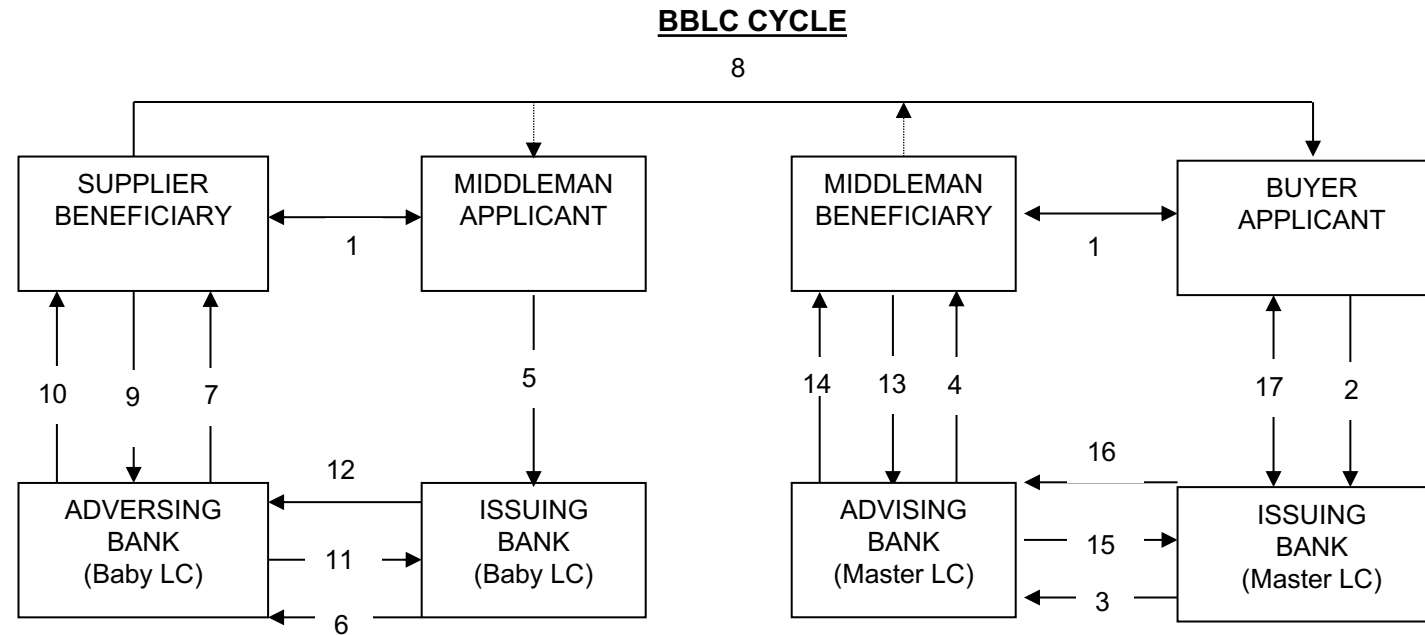 BBLC CYCLE
8
SUPPLIER
BENEFICIARY
MIDDLEMAN
APPLICANT
MIDDLEMAN
BENEFICIARY
BUYER
APPLICANT
1
1
10
9
7
5
14
13
4
17
2
12
11
6
16
15
3
ADVERSING
BANK
(Baby LC)
ISSUING
BANK
(Baby LC)
ADVISING
BANK
(Master LC)
ISSUING
BANK
(Master LC)